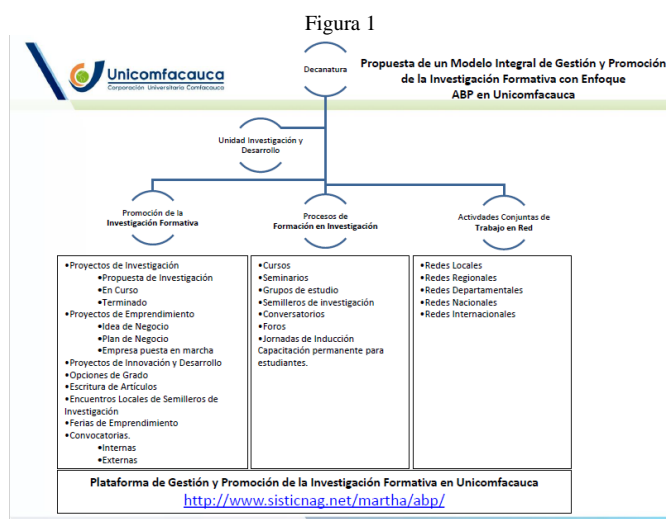 Figura 1
Unicomfacauca
Corporación Universitaria Comfacauca
Decanatura
Propuesta de un Modelo Integral de Gestión y Promoción
de la Investigación Formativa con Enfoque
ABP en Unicomfacauca
Unidad Investigación y
Desarrollo
Promoción de la
Investigación Formativa
Procesos de
Formación en Investigación
Actividades Conjuntas de
Trabajo en Red
•Proyectos de Investigación
•Propuesta de Investigación
•En Curso
•Terminado
•Proyectos de Emprendimiento
•Idea de Negocio
•Plan de Negocio
•Empresa puesta en marcha
•Proyectos de Innovación y Desarrollo
•Opciones de Grado
•Escritura de Artículos
•Encuentros Locales de Semilleros de
Investigación
•Ferias de Emprendimiento
•Convocatorias.
•Internas
•Externas
•Cursos
•Seminarios
•Grupos de estudio
•Semilleros de investigación
•Conversatorios
•Foros
•Jornadas de Inducción
Capacitación permanente para
estudiantes.
•Redes Locales
•Redes Regionales
•Redes Departamentales
•Redes Nacionales
•Redes Internacionales
Plataforma de Gestión y Promoción de la Investigación Formativa en Unicomfacauca
http://www.sisticnag.net/martha/abp/